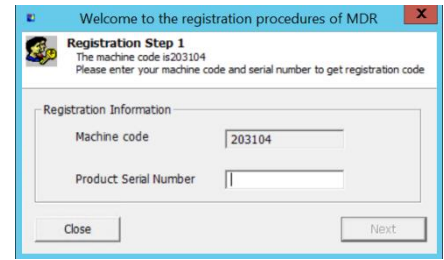 Welcome to the registration procedures of MDR
X
Registration Step 1
The machine code is203104
Please enter your machine code and serial number to get registration code
Registration Information
Machine code
203104
Product Serial Number
Close
Next